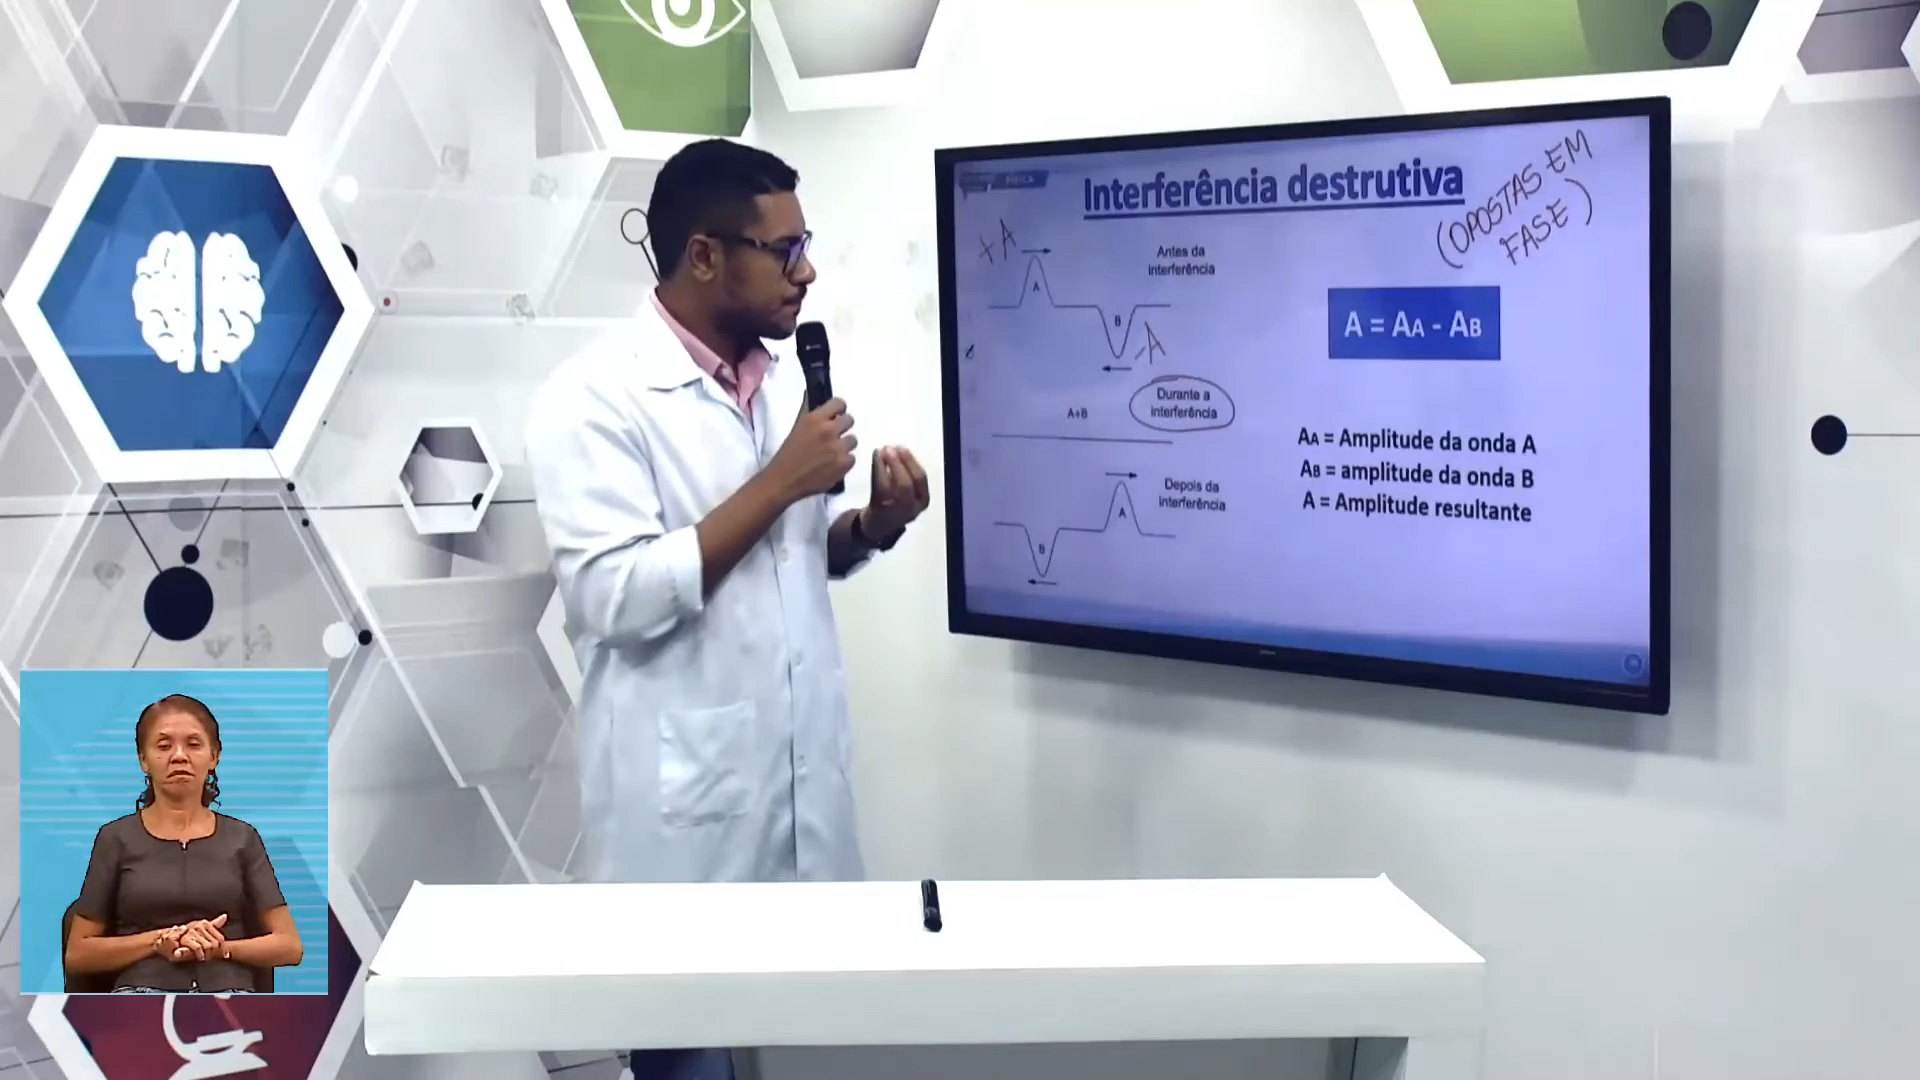 FÍSICA
Interferência destrutiva
(OPOSTAS EM
FASE)
+A
Antes da
interferência
A
B
-A
A = AA - AB
Durante a
interferência
A+B
AA = Amplitude da onda A
AB = amplitude da onda B
A = Amplitude resultante
Depois da
interferência
A
B